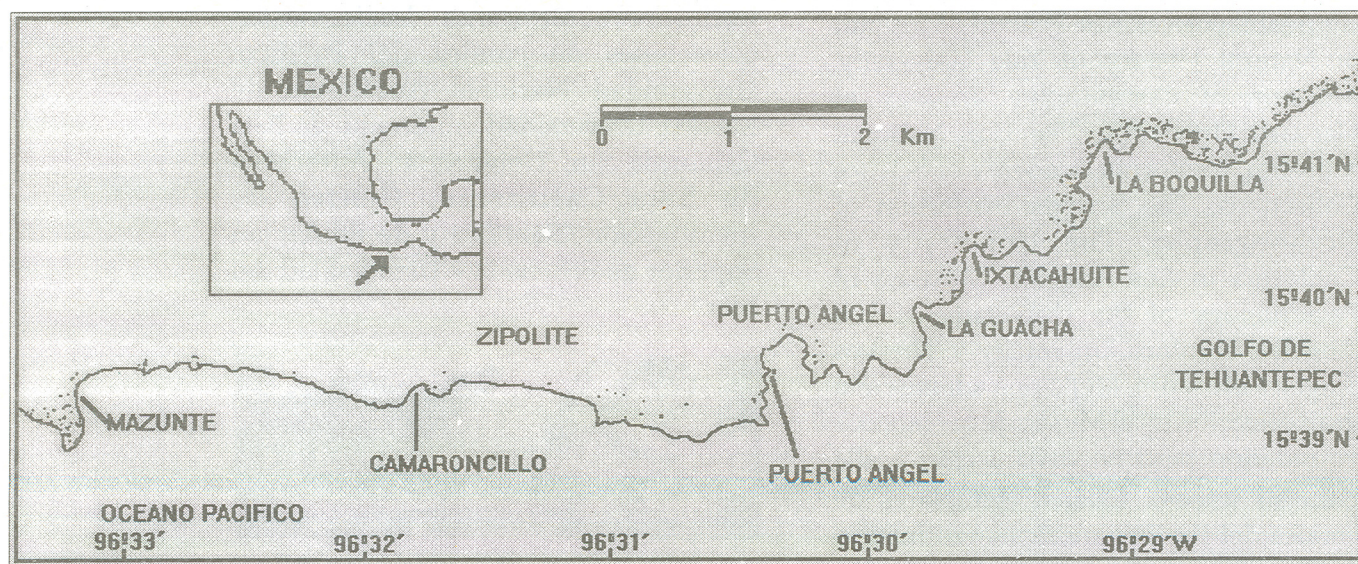 MEXICO
0 1 2 Km
15º41´N
LA BOQUILLA
IXTACAHUITE
15º40´N
PUERTO ANGEL
LA GUACHA
ZIPOLITE
GOLFO DE
TEHUANTEPEC
MAZUNTE
15º39´N
CAMARONCILLO
PUERTO ANGEL
OCEANO PACIFICO
96º33´ 96º32´ 96º31´ 96º30´ 96º29´W